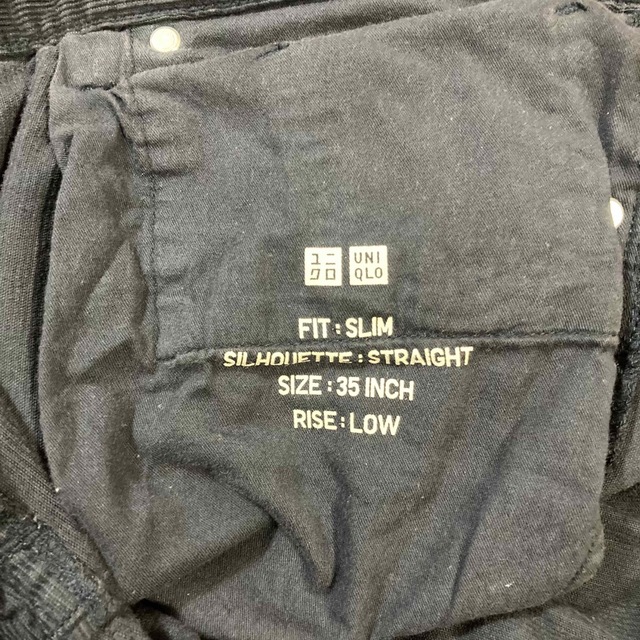 ユニ UNI
クロ QLO
FIT : SLIM
SILHOUETTE : STRAIGHT
SIZE : 35 INCH
RISE : LOW